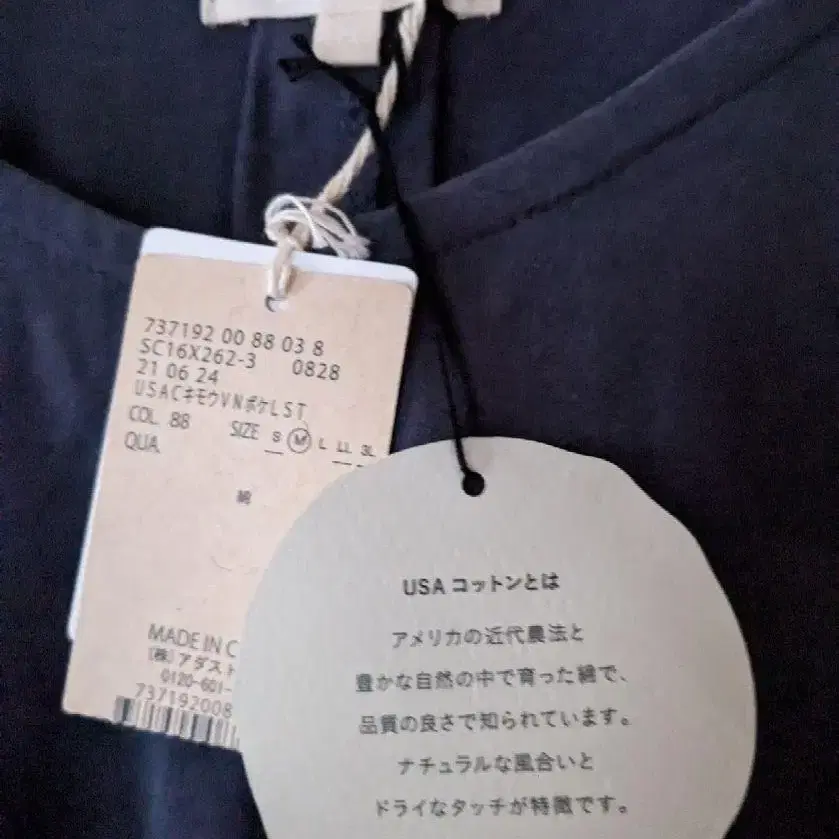 737192 00 88 03 8
SC16X262-3 0828
21 06 24
USACキモウVNポケLST
COL. 88 SIZE S M L LL 3L
QUA.
綿
MADE IN C
(株)アダスト
0120-601-
737192008
USA コットンとは
アメリカの近代農法と
豊かな自然の中で育った綿で、
品質の良さで知られています。
ナチュラルな風合いと
ドライなタッチが特徴です。